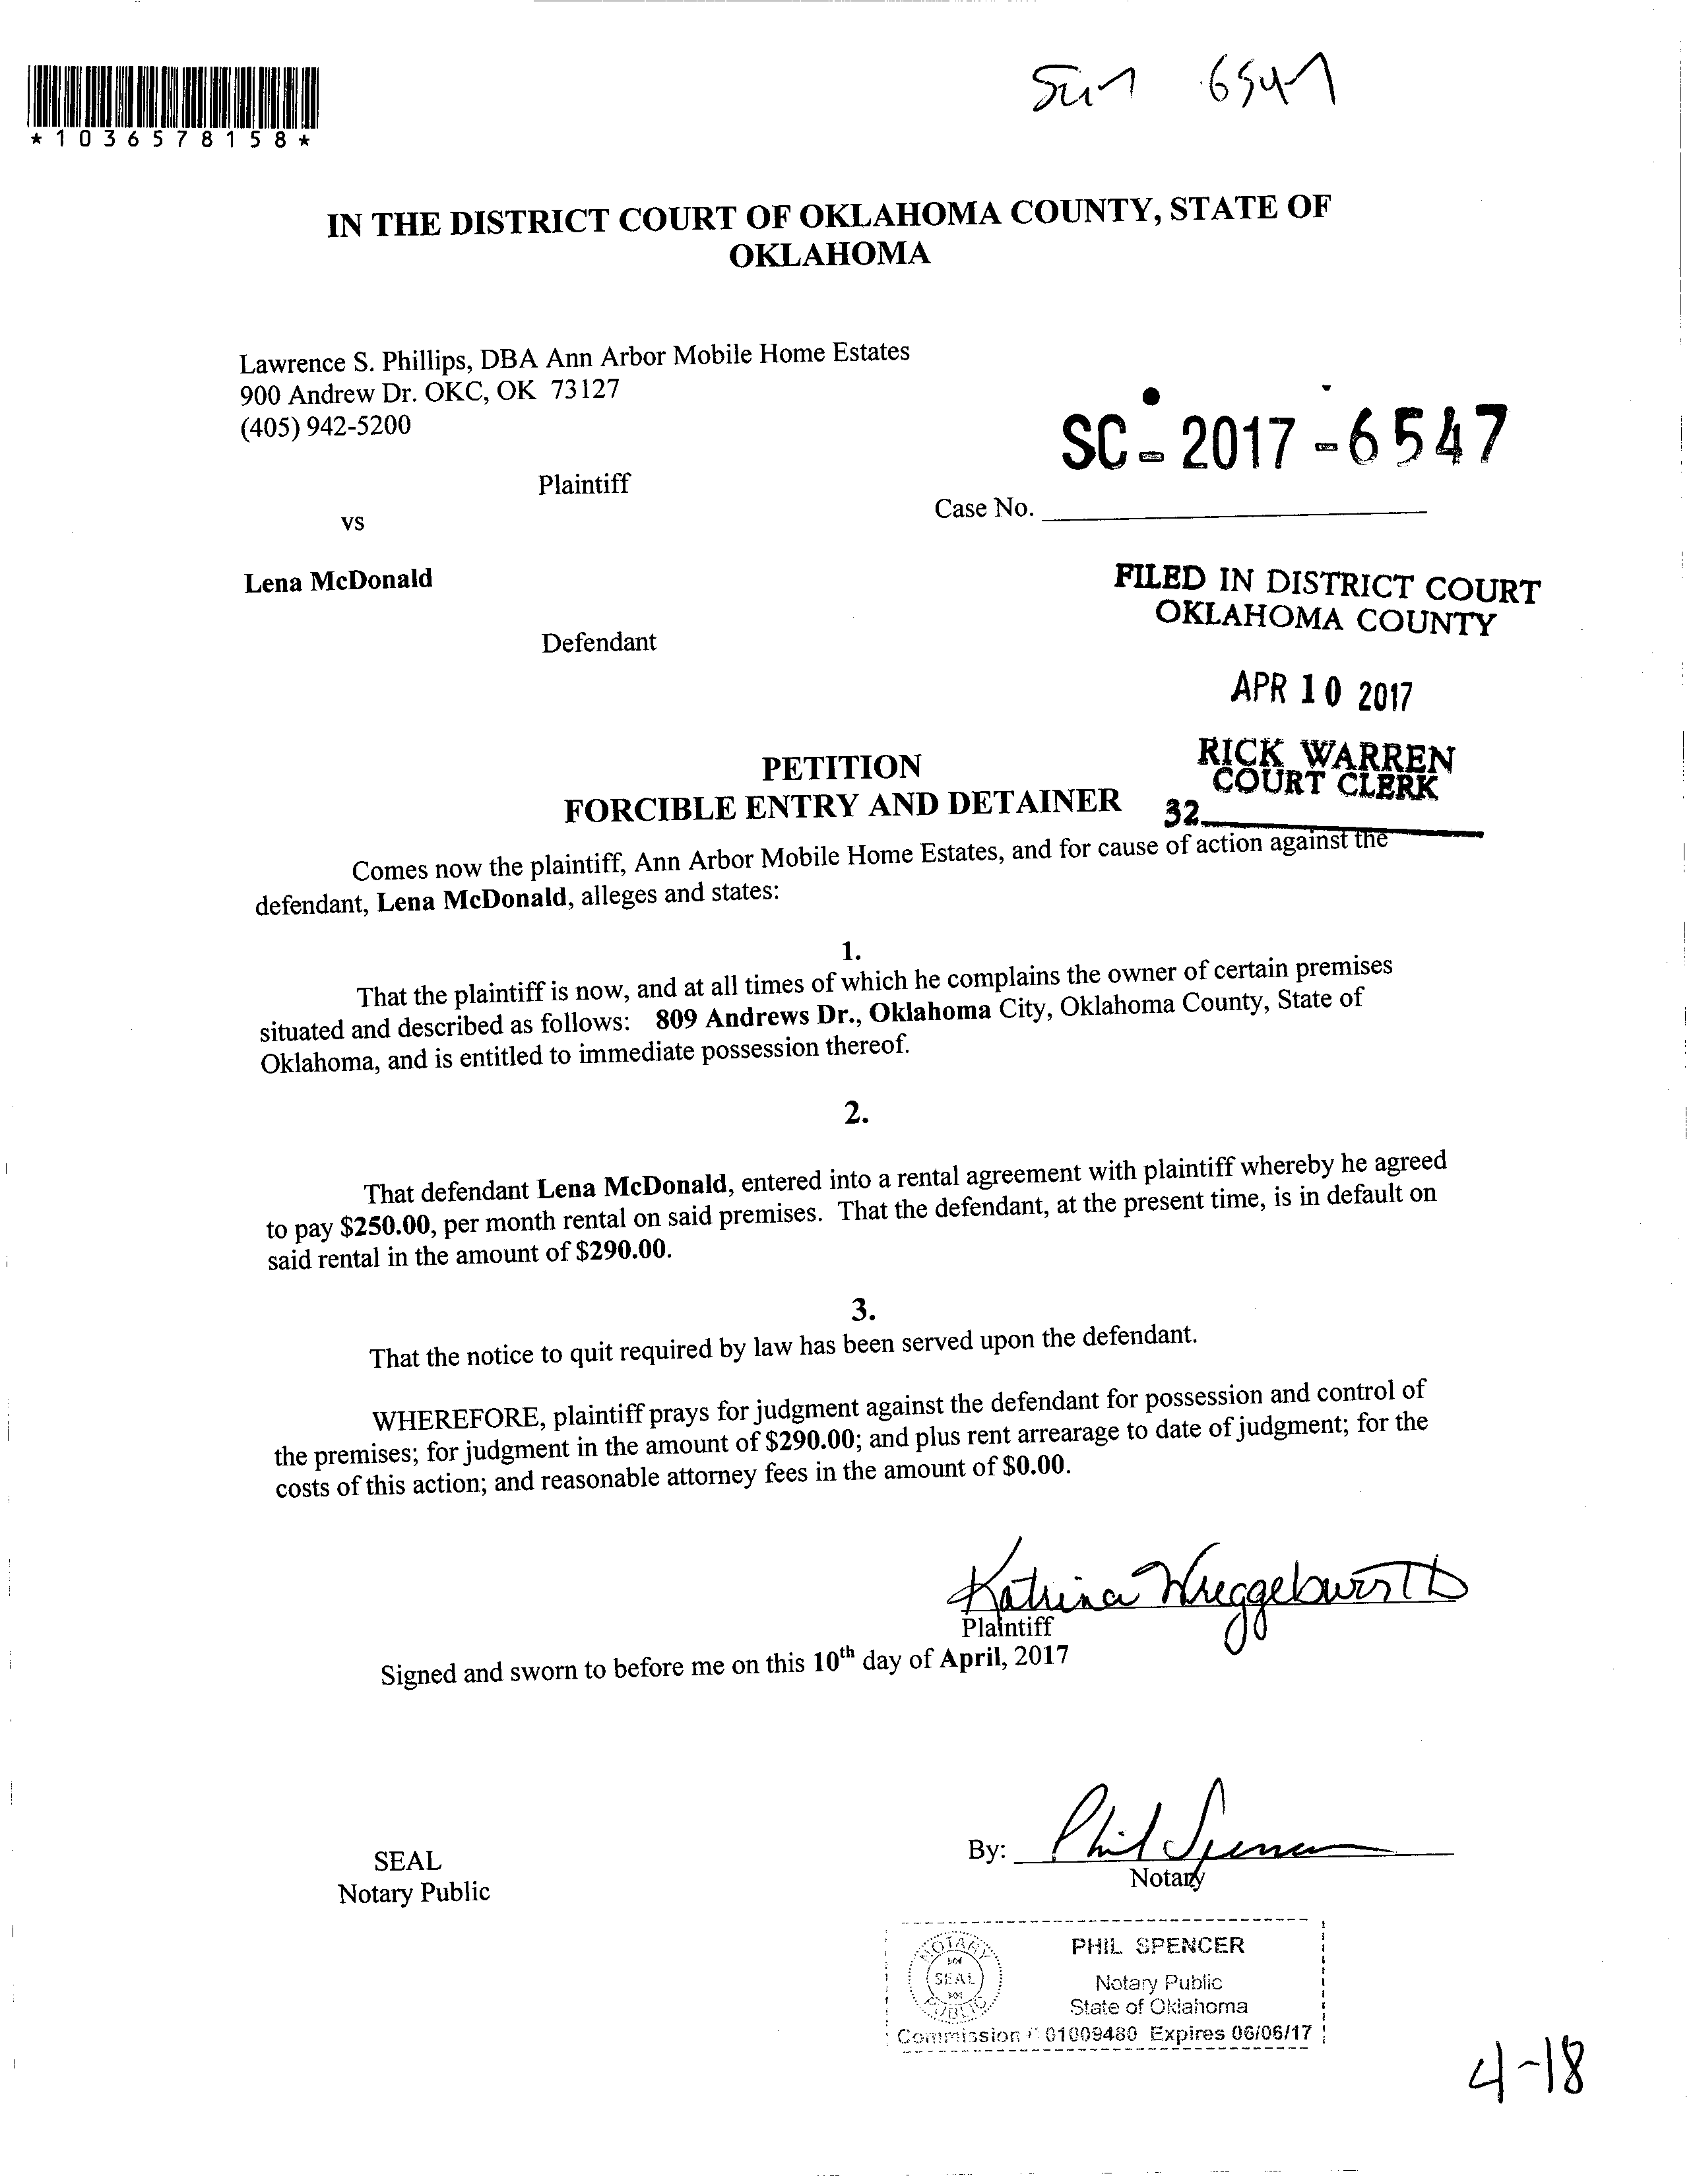 6547
*1036578158*
IN THE DISTRICT COURT OF OKLAHOMA COUNTY, STATE OF
OKLAHOMA
Lawrence S. Phillips, DBA Ann Arbor Mobile Home Estates
900 Andrew Dr. OKC, OK 73127
(405) 942-5200
SC - 2017 - 6547
Plaintiff
Case No.
vs
Lena McDonald
FILED IN DISTRICT COURT
OKLAHOMA COUNTY
Defendant
APR 10 2017
RICK WARREN
COURT CLERK
32
PETITION
FORCIBLE ENTRY AND DETAINER
Comes now the plaintiff, Ann Arbor Mobile Home Estates, and for cause of action against the
defendant, Lena McDonald, alleges and states:
1.
That the plaintiff is now, and at all times of which he complains the owner of certain premises
situated and described as follows: 809 Andrews Dr., Oklahoma City, Oklahoma County, State of
Oklahoma, and is entitled to immediate possession thereof.
2.
That defendant Lena McDonald, entered into a rental agreement with plaintiff whereby he agreed
to pay $250.00, per month rental on said premises. That the defendant, at the present time, is in default on
said rental in the amount of $290.00.
3.
That the notice to quit required by law has been served upon the defendant.
WHEREFORE, plaintiff prays for judgment against the defendant for possession and control of
the premises; for judgment in the amount of $290.00; and plus rent arrearage to date of judgment; for the
costs of this action; and reasonable attorney fees in the amount of $0.00.
Katrina
Plaintiff
Signed and sworn to before me on this 10th day of April, 2017
By: Phil Spencer
Notary
SEAL
Notary Public
NOTARY SEAL PUBLIC
PHIL SPENCER
Notary Public
State of Oklahoma
Commission # 01009480 Expires 06/06/17
4-18